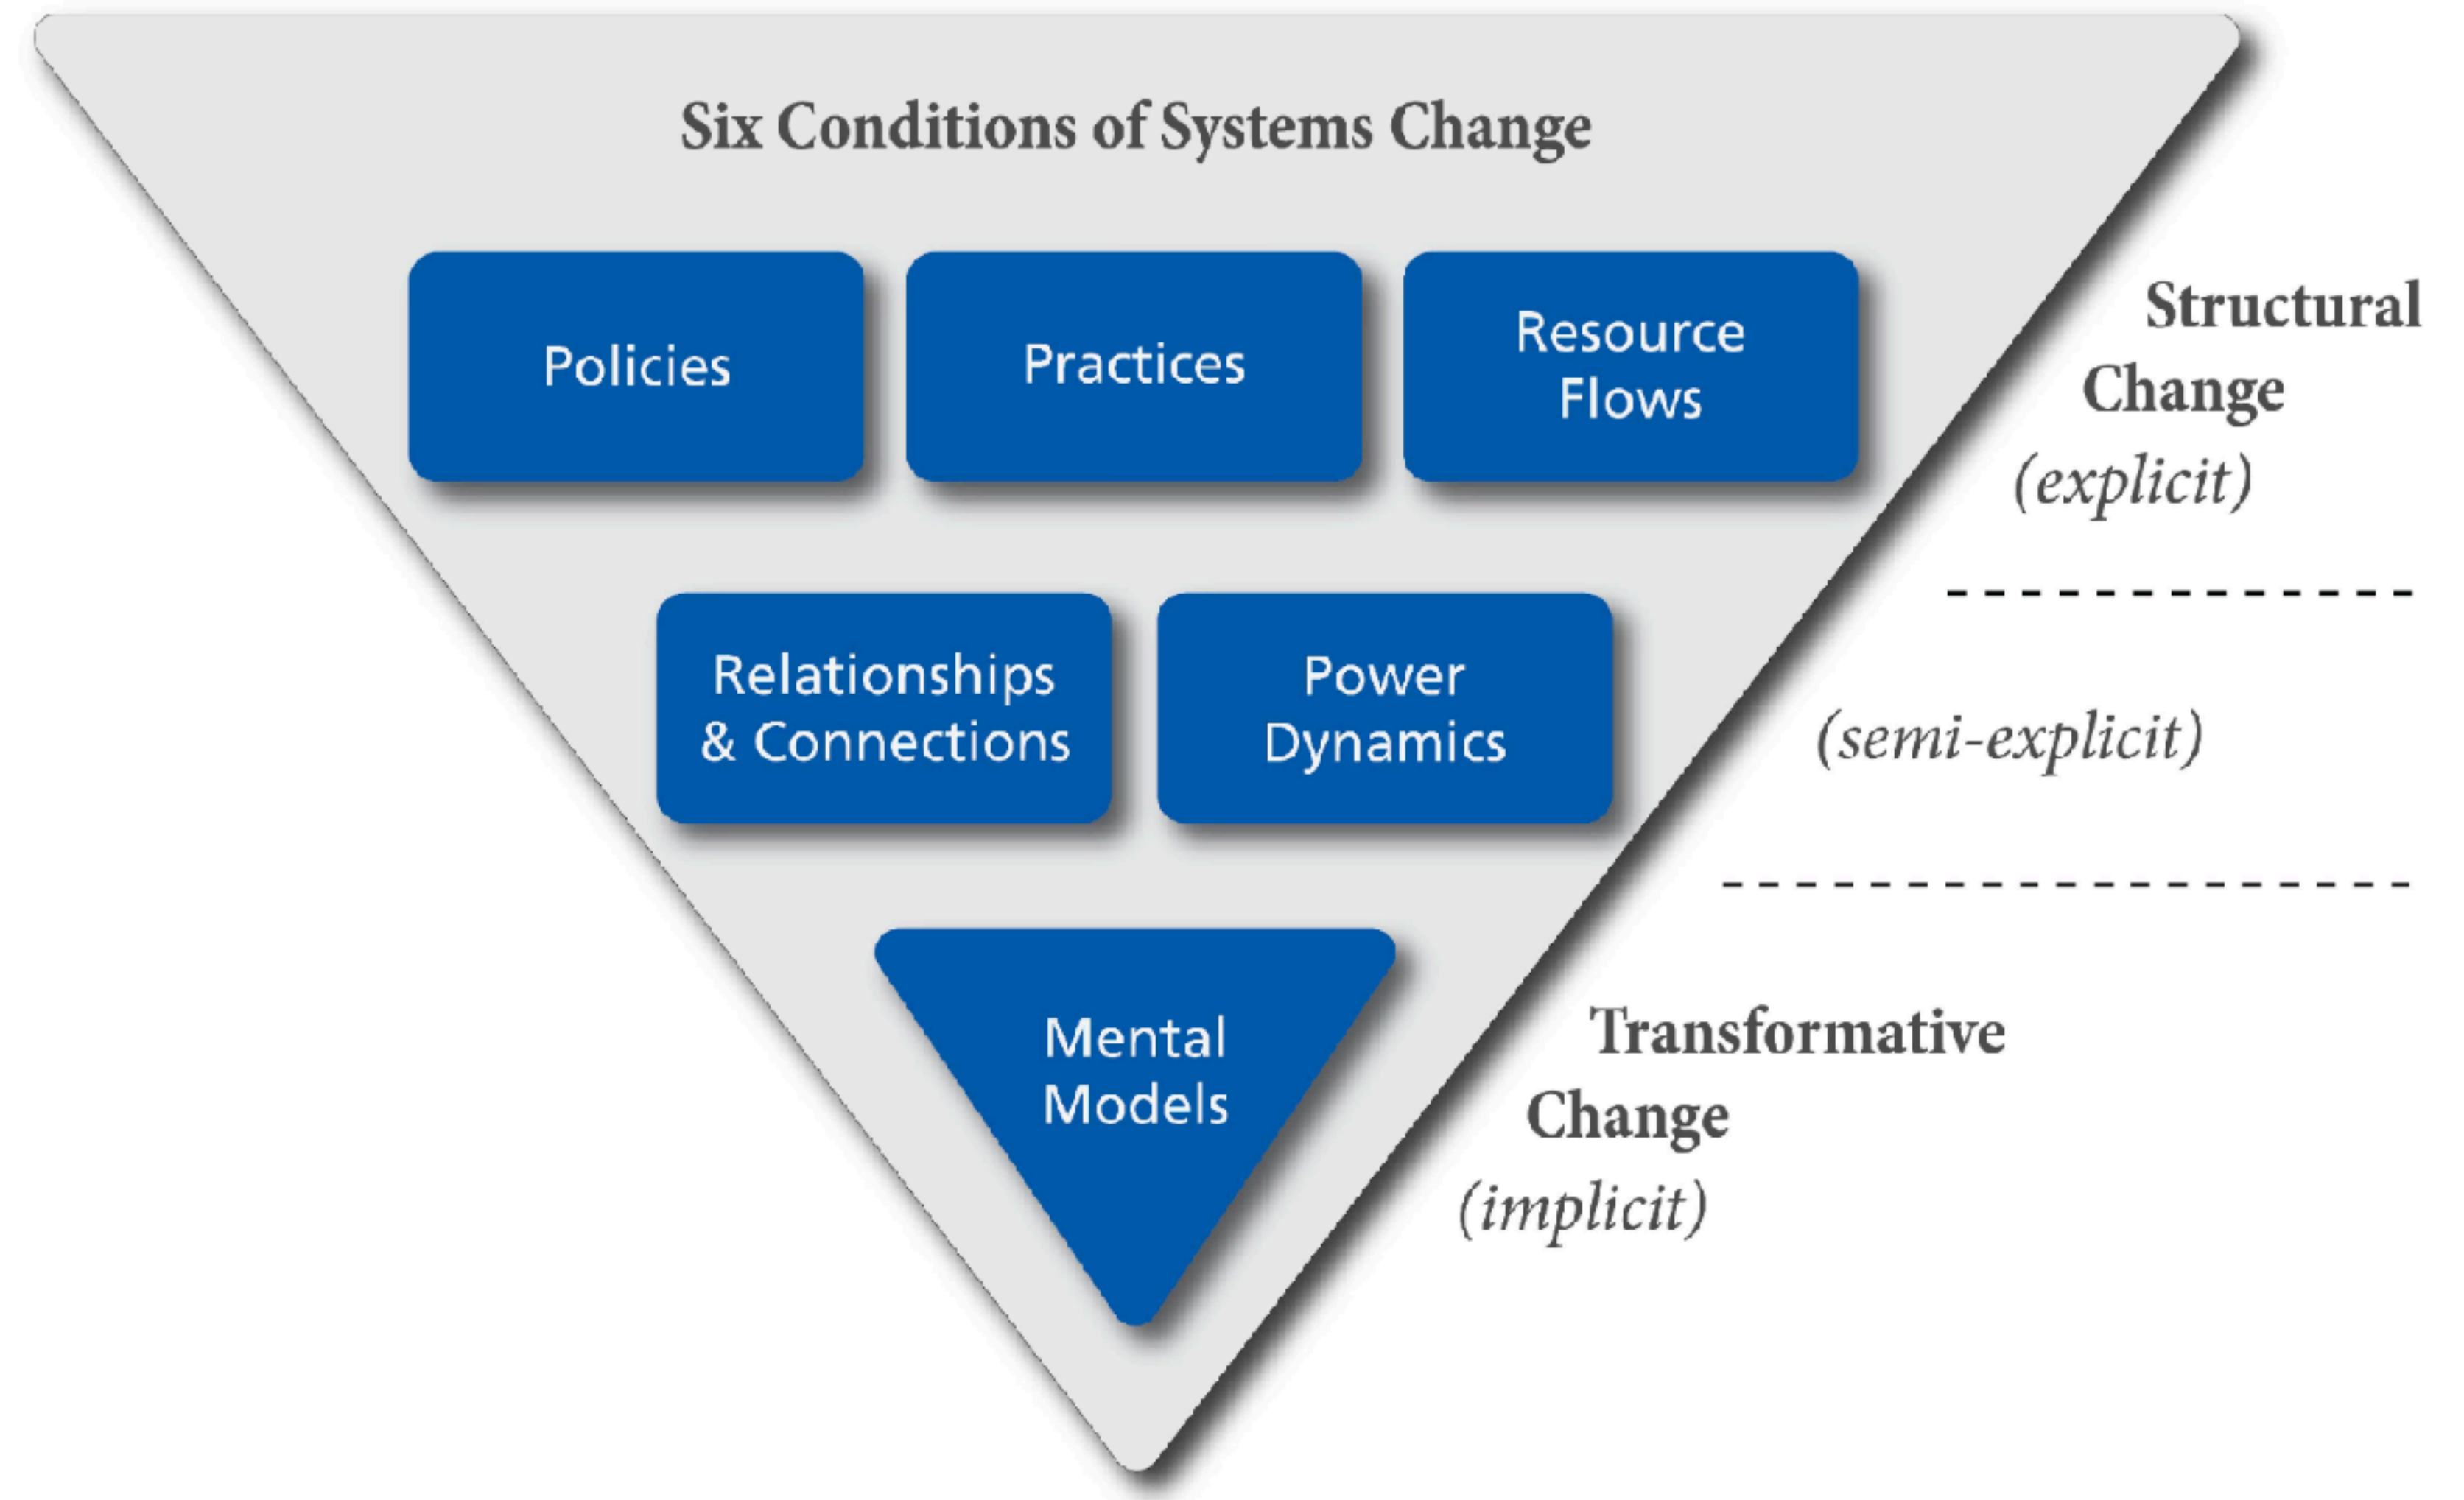 Six Conditions of Systems Change
Policies
Practices
Resource
Flows
Structural
Change
(explicit)
Relationships
& Connections
Power
Dynamics
(semi-explicit)
Mental
Models
Transformative
Change
(implicit)